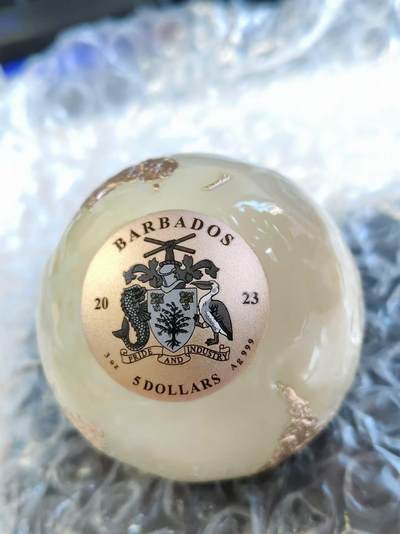 BARBADOS
20 23
PRIDE AND INDUSTRY
3 oz Ag 999
5 DOLLARS